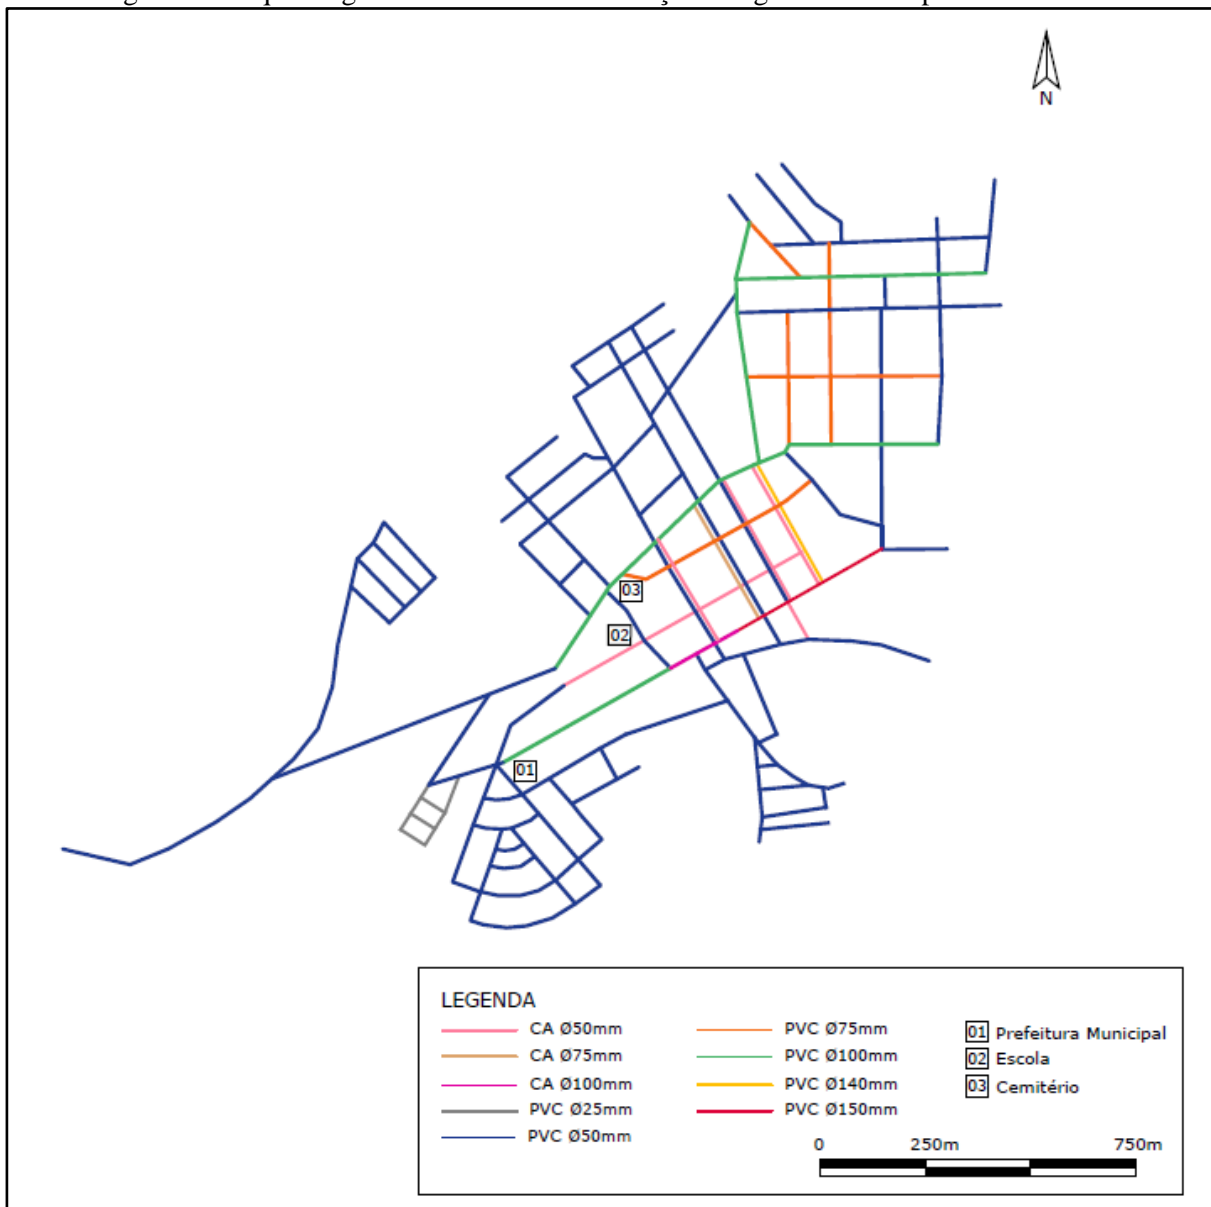 N
03
02
01
LEGENDA
CA Ø50mm
CA Ø75mm
CA Ø100mm
PVC Ø25mm
PVC Ø50mm
PVC Ø75mm
PVC Ø100mm
PVC Ø140mm
PVC Ø150mm
01 Prefeitura Municipal
02 Escola
03 Cemitério
0 250m 750m